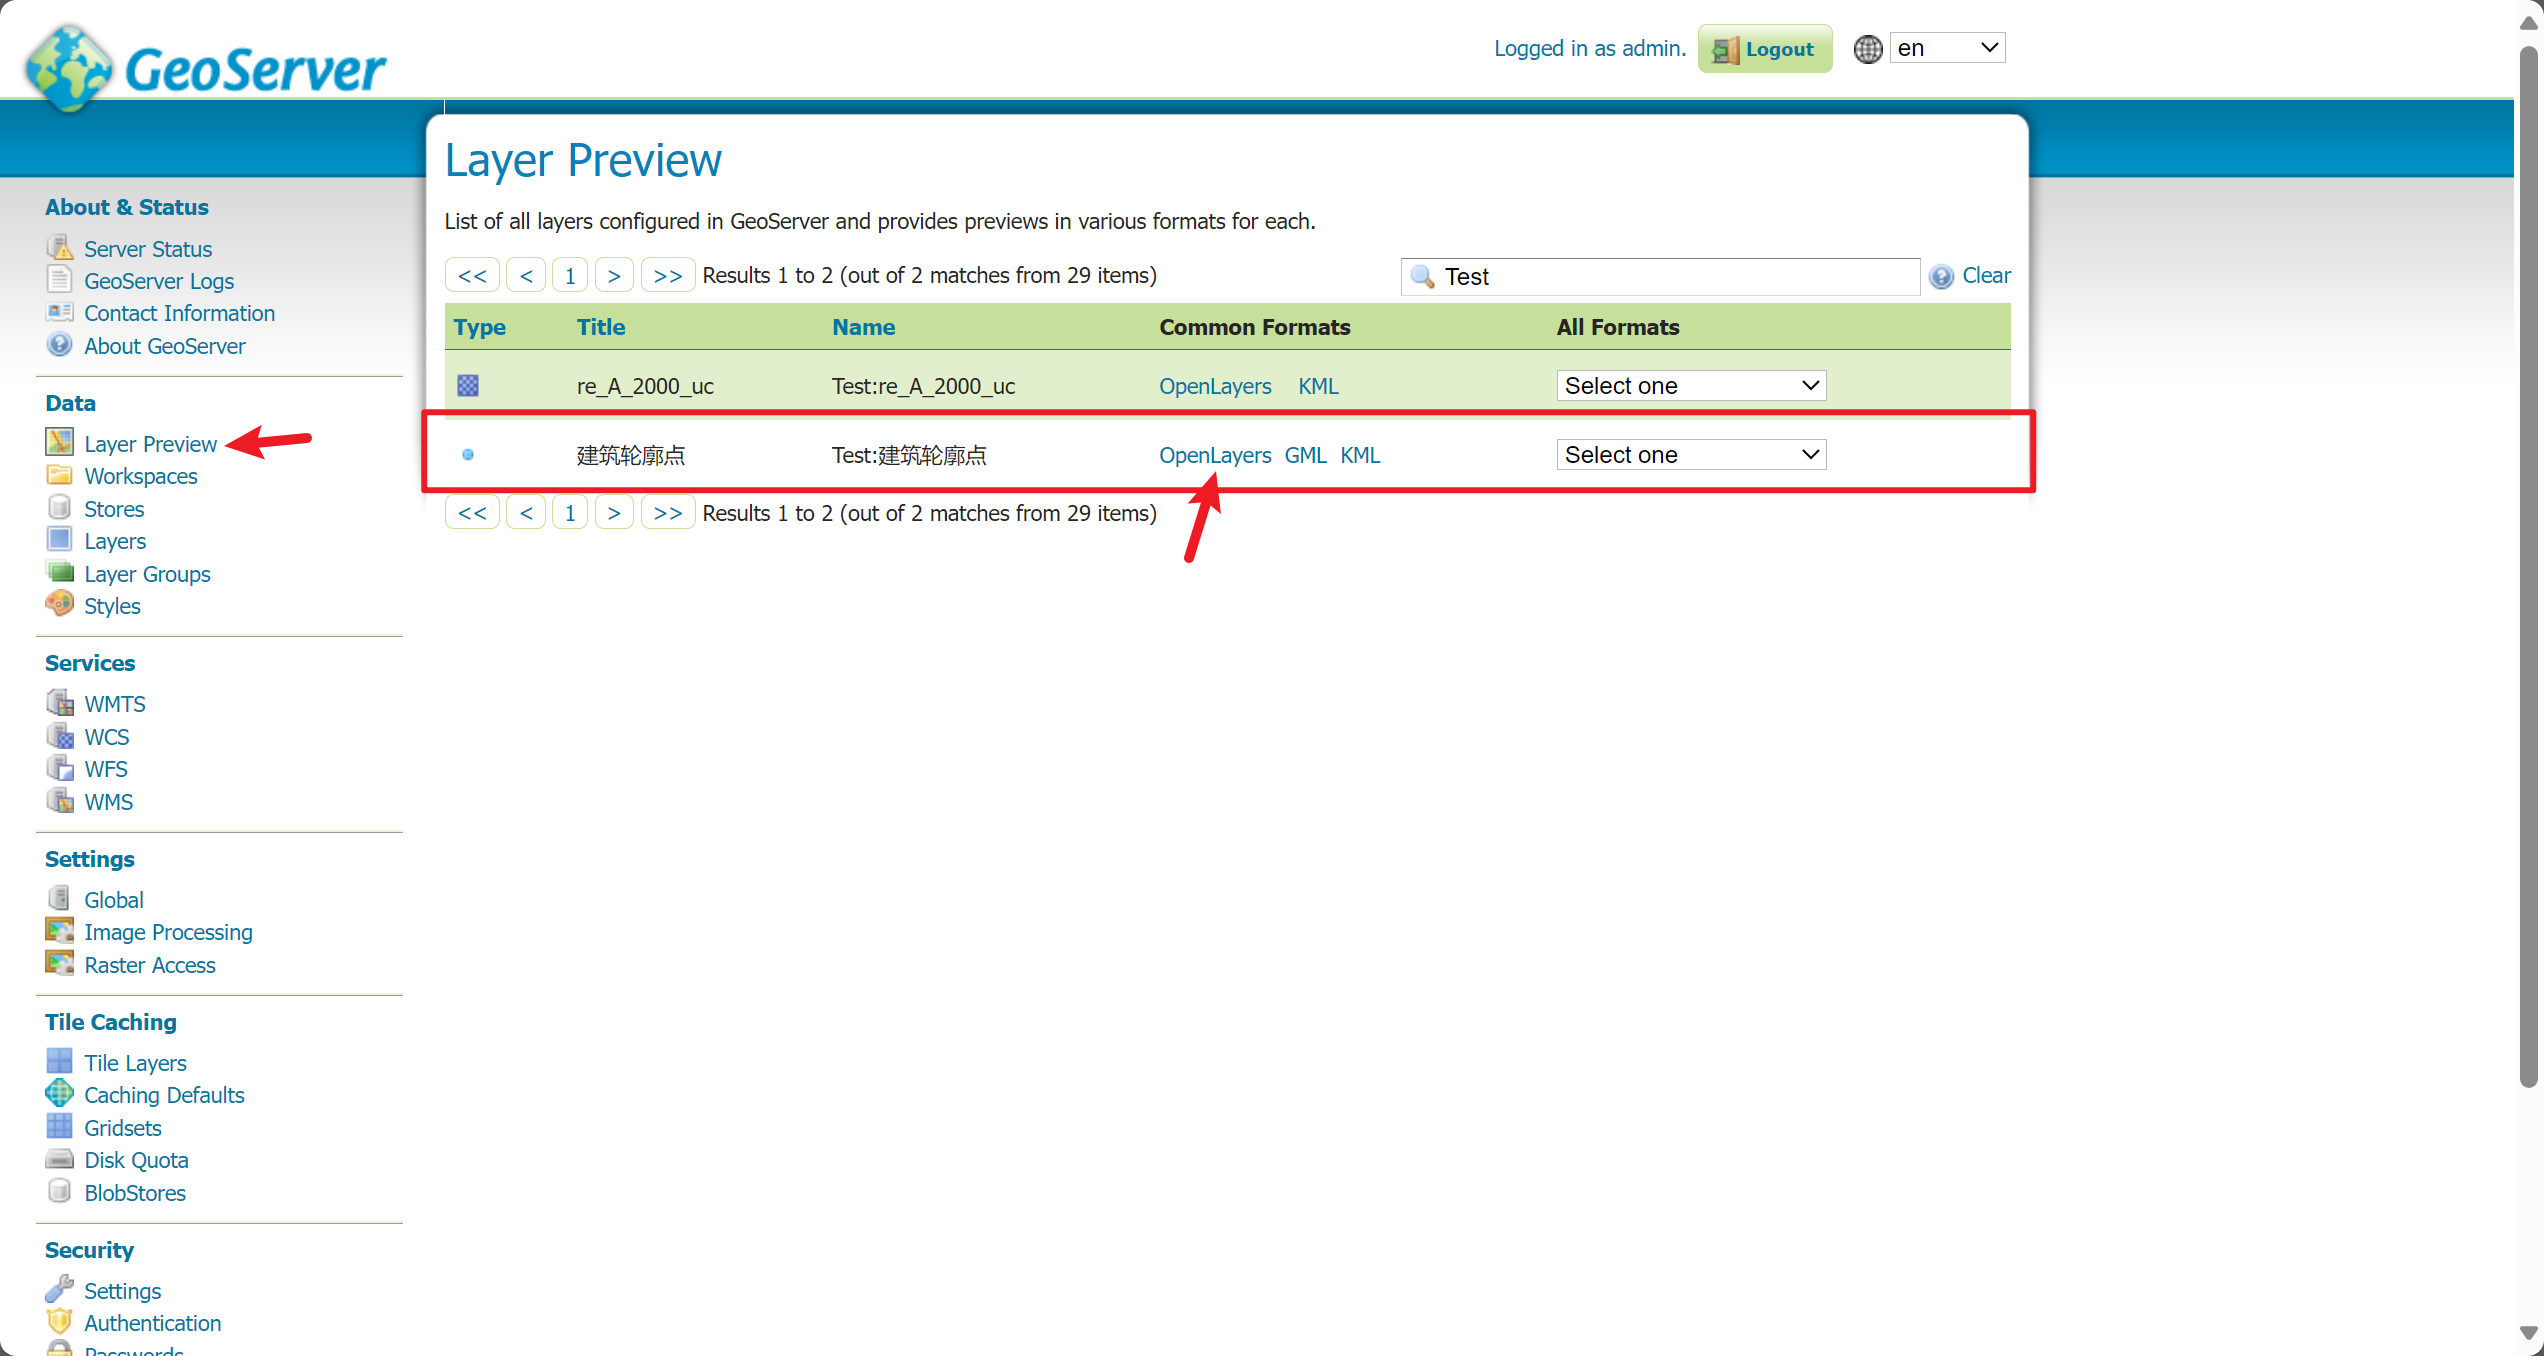 GeoServer
Logged in as admin. Logout en
Layer Preview
List of all layers configured in GeoServer and provides previews in various formats for each.
<< < 1 > >> Results 1 to 2 (out of 2 matches from 29 items) Test Clear
Type Title Name Common Formats All Formats
re_A_2000_uc Test:re_A_2000_uc OpenLayers KML Select one
建筑轮廓点 Test:建筑轮廓点 OpenLayers GML KML Select one
<< < 1 > >> Results 1 to 2 (out of 2 matches from 29 items)
About & Status
Server Status
GeoServer Logs
Contact Information
About GeoServer
Data
Layer Preview
Workspaces
Stores
Layers
Layer Groups
Styles
Services
WMTS
WCS
WFS
WMS
Settings
Global
Image Processing
Raster Access
Tile Caching
Tile Layers
Caching Defaults
Gridsets
Disk Quota
BlobStores
Security
Settings
Authentication
Passwords